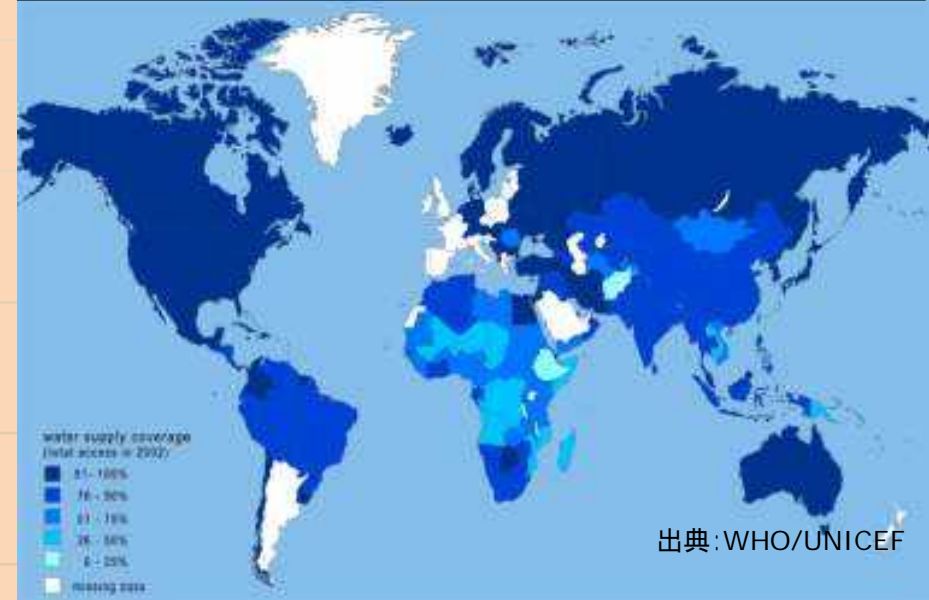 water supply coverage
(total access in 2002)
91- 100%
76 - 90%
51 - 75%
26 - 50%
0 - 25%
missing data
出典:WHO/UNICEF